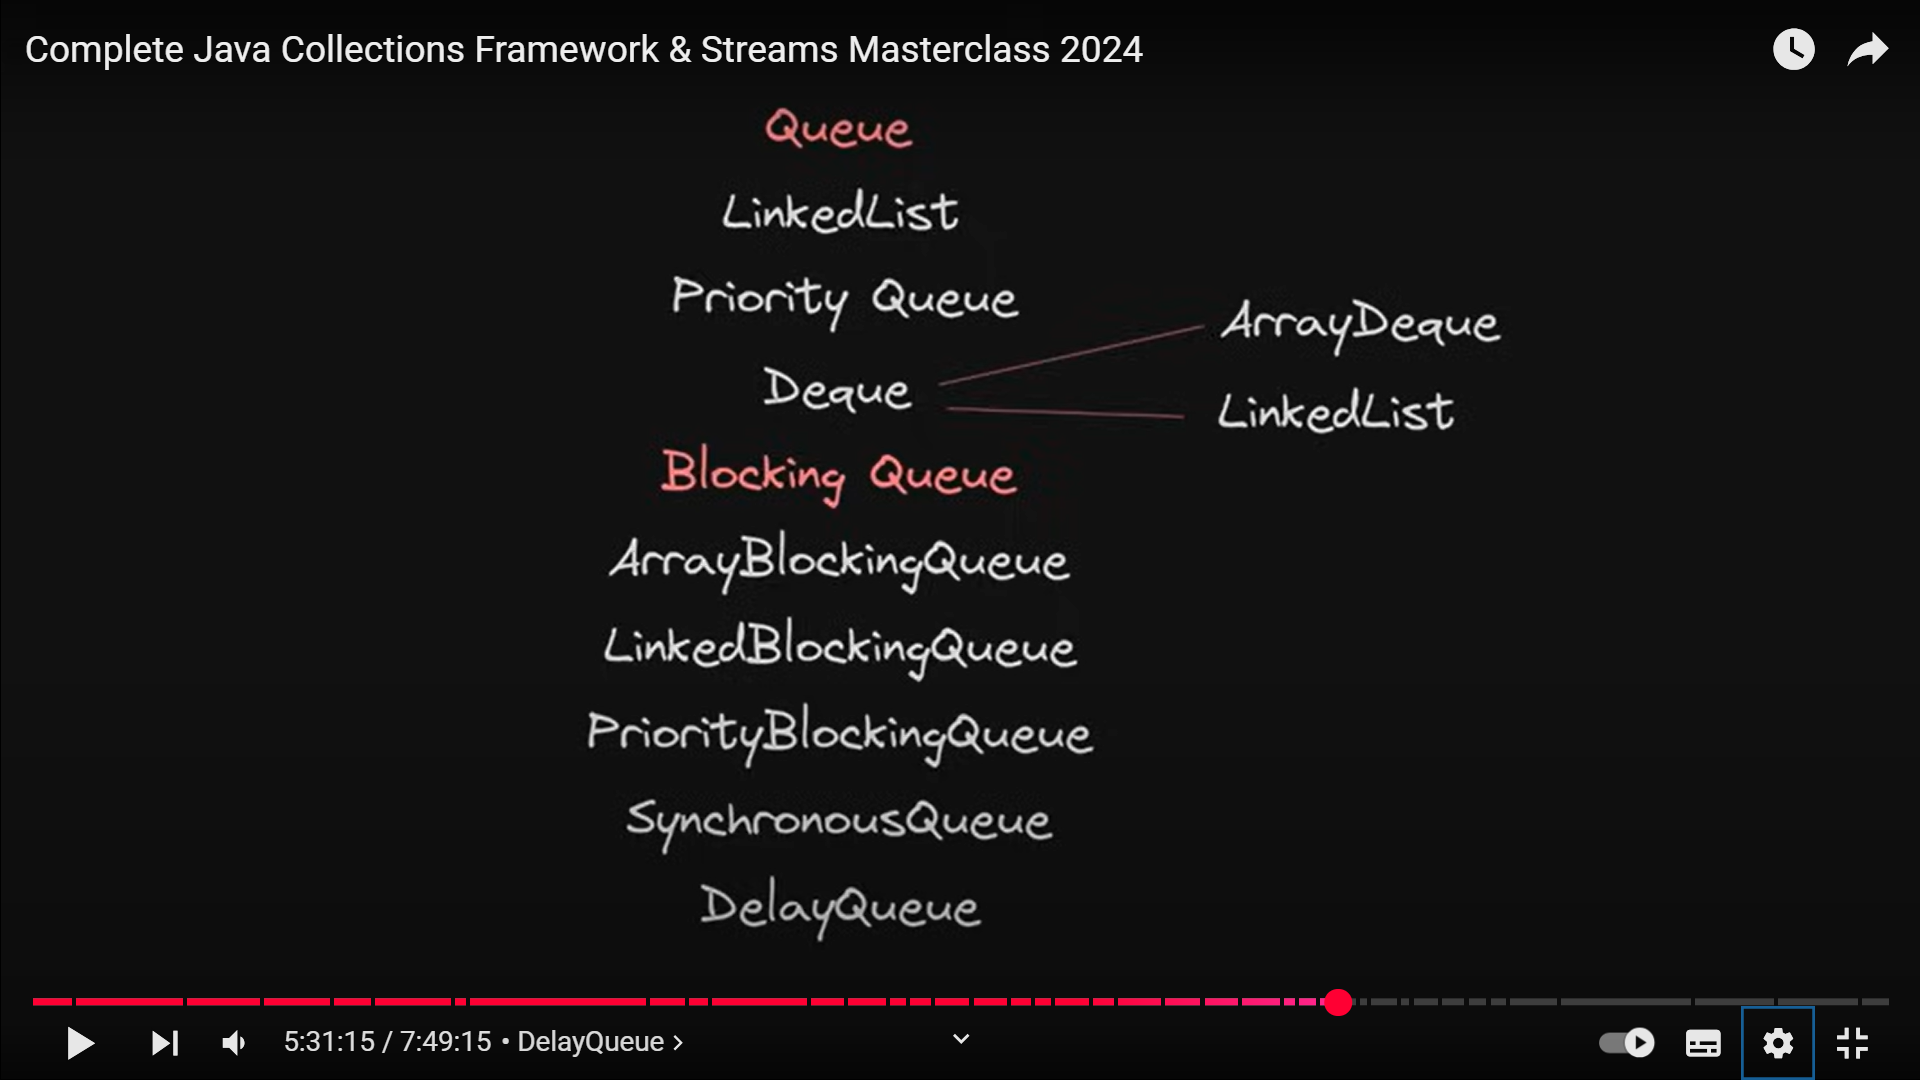 Complete Java Collections Framework & Streams Masterclass 2024
Queue
LinkedList
Priority Queue
Deque
ArrayDeque
LinkedList
Blocking Queue
ArrayBlockingQueue
LinkedBlockingQueue
PriorityBlockingQueue
SynchronousQueue
DelayQueue
5:31:15 / 7:49:15 • DelayQueue ›